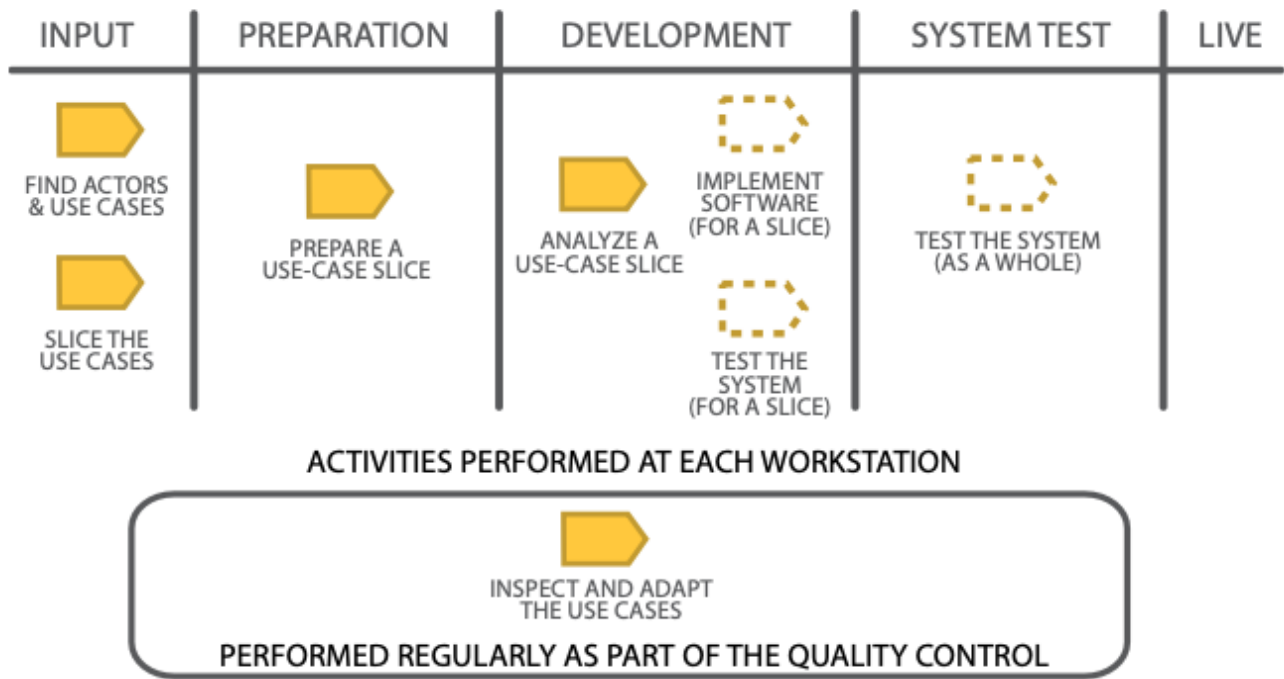 INPUT
PREPARATION
DEVELOPMENT
SYSTEM TEST
LIVE
FIND ACTORS
& USE CASES
SLICE THE
USE CASES
PREPARE A
USE-CASE SLICE
ANALYZE A
USE-CASE SLICE
IMPLEMENT
SOFTWARE
(FOR A SLICE)
TEST THE
SYSTEM
(FOR A SLICE)
TEST THE SYSTEM
(AS A WHOLE)
ACTIVITIES PERFORMED AT EACH WORKSTATION
INSPECT AND ADAPT
THE USE CASES
PERFORMED REGULARLY AS PART OF THE QUALITY CONTROL